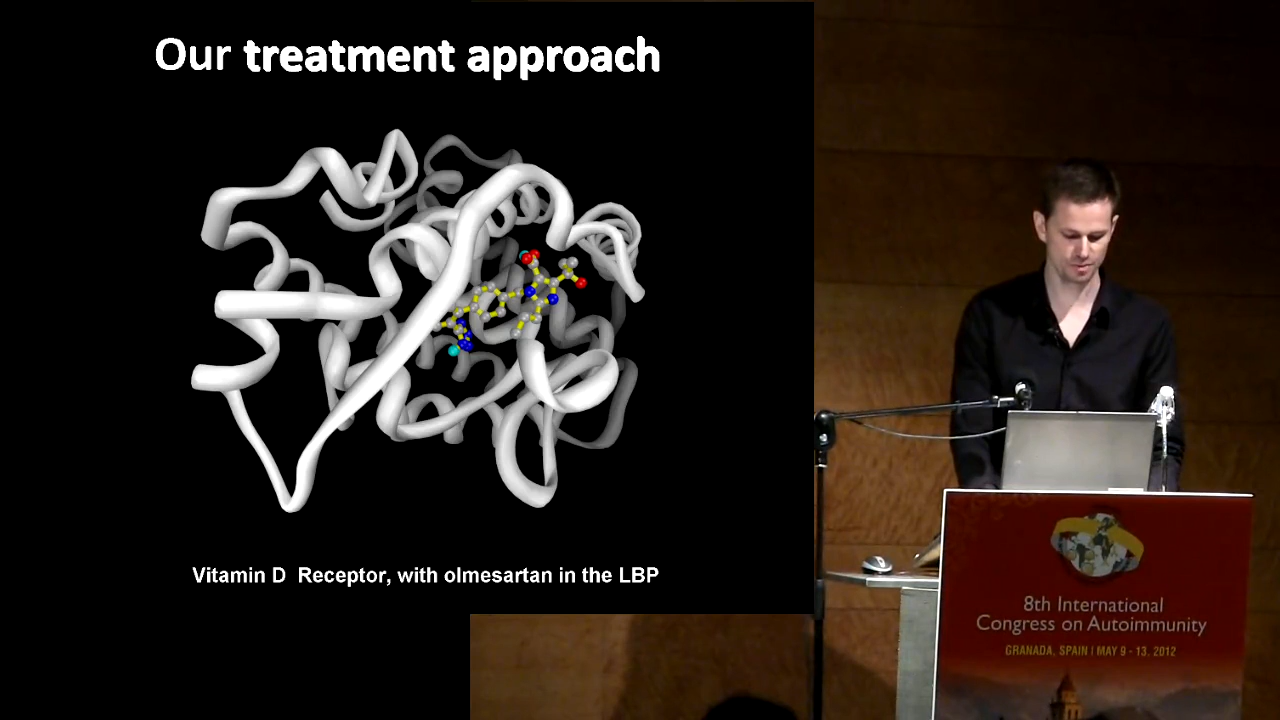 Our treatment approach
Vitamin D  Receptor, with olmesartan in the LBP
8th International
Congress on Autoimmunity
GRANADA, SPAIN | MAY 9 - 13, 2012